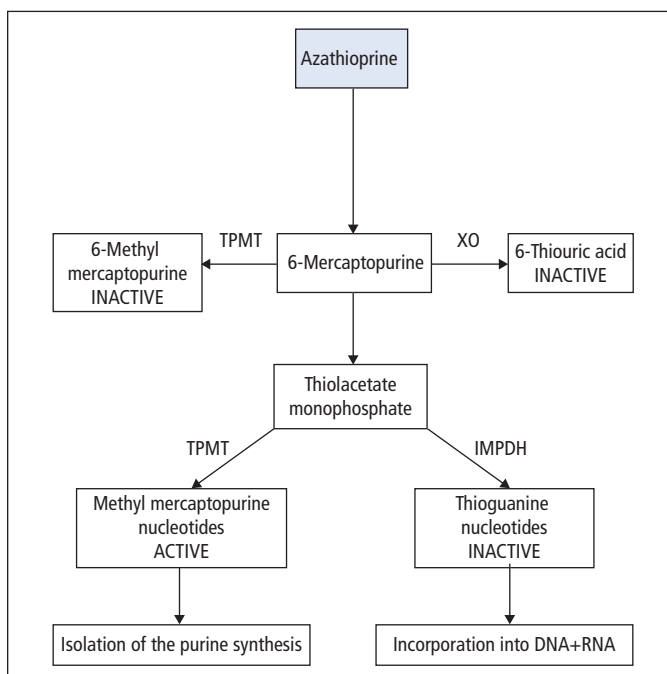 Azathioprine
TPMT
XO
6-Methyl
mercaptopurine
INACTIVE
6-Mercaptopurine
6-Thiouric acid
INACTIVE
Thiolacetate
monophosphate
TPMT
IMPDH
Methyl mercaptopurine
nucleotides
ACTIVE
Thioguanine
nucleotides
INACTIVE
Isolation of the purine synthesis
Incorporation into DNA+RNA